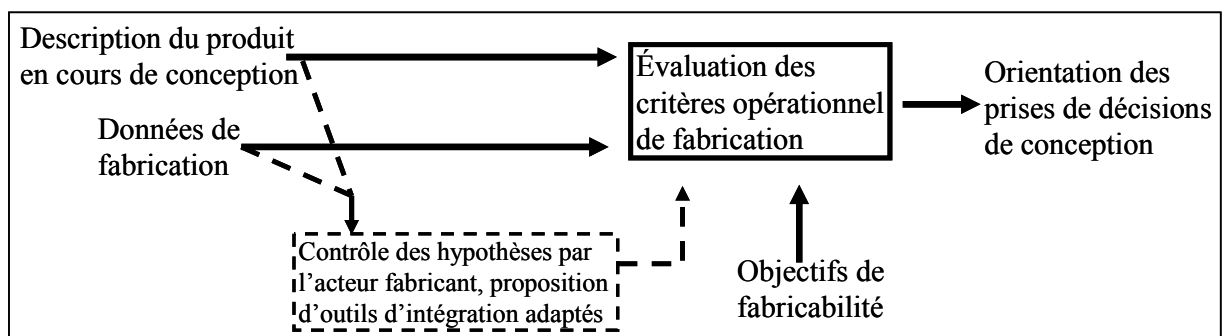 Description du produit
en cours de conception
Données de
fabrication
Évaluation des
critères opérationnel
de fabrication
Orientation des
prises de décisions
de conception
Contrôle des hypothèses par
l’acteur fabricant, proposition
d’outils d’intégration adaptés
Objectifs de
fabricabilité